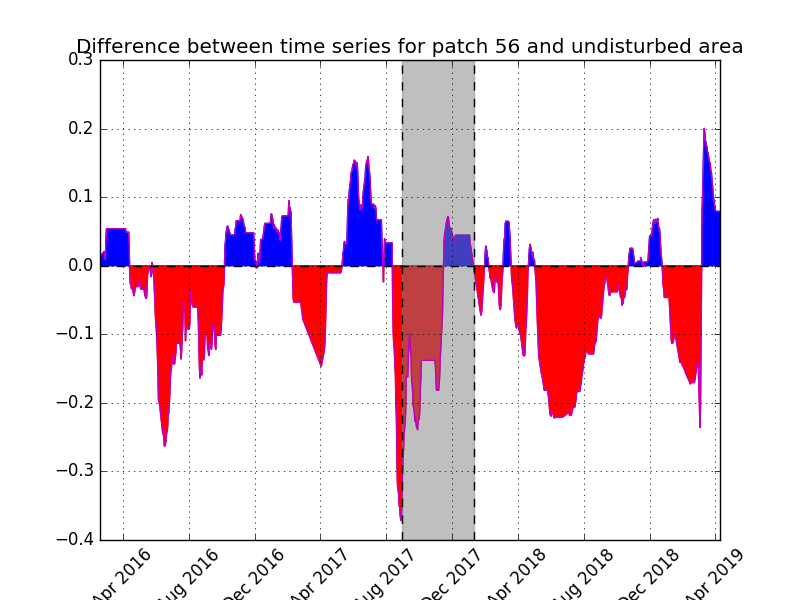 Difference between time series for patch 56 and undisturbed area
0.3
0.2
0.1
0.0
−0.1
−0.2
−0.3
−0.4
Apr 2016
Aug 2016
Dec 2016
Apr 2017
Aug 2017
Dec 2017
Apr 2018
Aug 2018
Dec 2018
Apr 2019